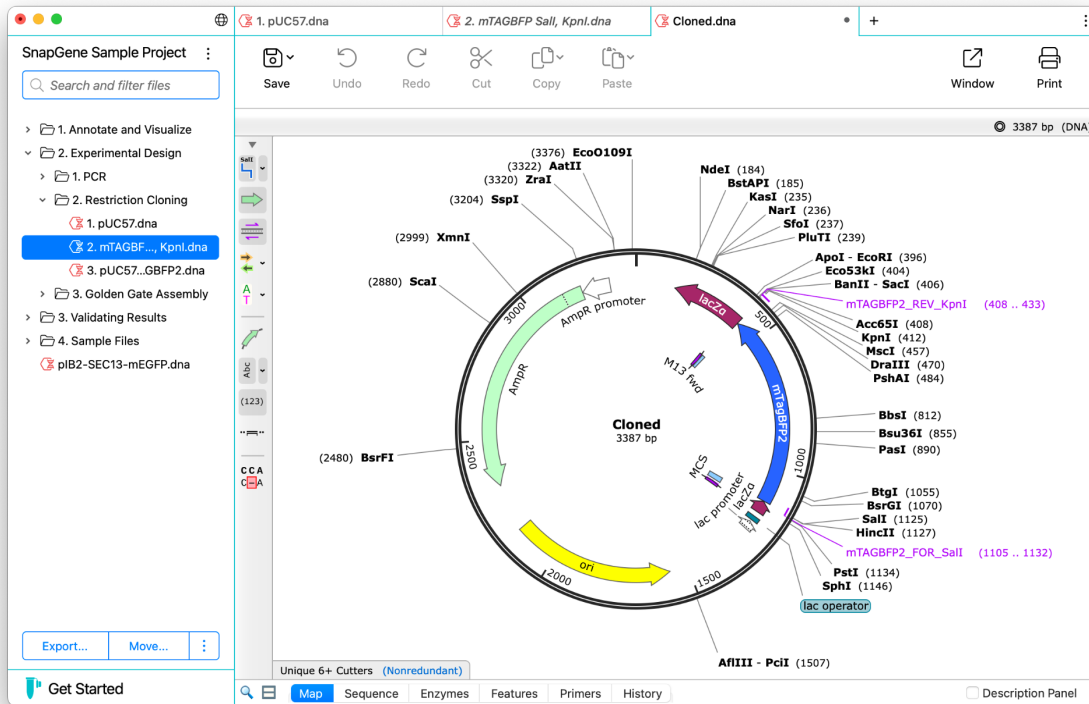 1. pUC57.dna
2. mTAGBFP SalI, KpnI.dna
Cloned.dna
+
SnapGene Sample Project
Search and filter files
1. Annotate and Visualize
2. Experimental Design
1. PCR
2. Restriction Cloning
1. pUC57.dna
2. mTAGBF..., KpnI.dna
3. pUC57...GBFP2.dna
3. Golden Gate Assembly
3. Validating Results
4. Sample Files
pIB2-SEC13-mEGFP.dna
Export...
Move...
Get Started
Save
Undo
Redo
Cut
Copy
Paste
Window
Print
3387 bp (DNA)
SalI
A
T
Abc
(123)
CCA
C–A
(3376) EcoO109I
(3322) AatII
(3320) ZraI
(3204) SspI
(2999) XmnI
(2880) ScaI
(2480) BsrFI
NdeI (184)
BstAPI (185)
KasI (235)
NarI (236)
SfoI (237)
PluTI (239)
ApoI - EcoRI (396)
Eco53kI (404)
BanII - SacI (406)
mTAGBFP2_REV_KpnI (408 .. 433)
Acc65I (408)
KpnI (412)
MscI (457)
DraIII (470)
PshAI (484)
BbsI (812)
Bsu36I (855)
PasI (890)
BtgI (1055)
BsrGI (1070)
SalI (1125)
HincII (1127)
mTAGBFP2_FOR_SalI (1105 .. 1132)
PstI (1134)
SphI (1146)
lac operator
AflIII - PciI (1507)
AmpR promoter
AmpR
lacZα
M13 fwd
mTagBFP2
MCS
lac promoter
lacZα
ori
500
1000
1500
2000
2500
3000
Cloned
3387 bp
Unique 6+ Cutters (Nonredundant)
Map
Sequence
Enzymes
Features
Primers
History
Description Panel